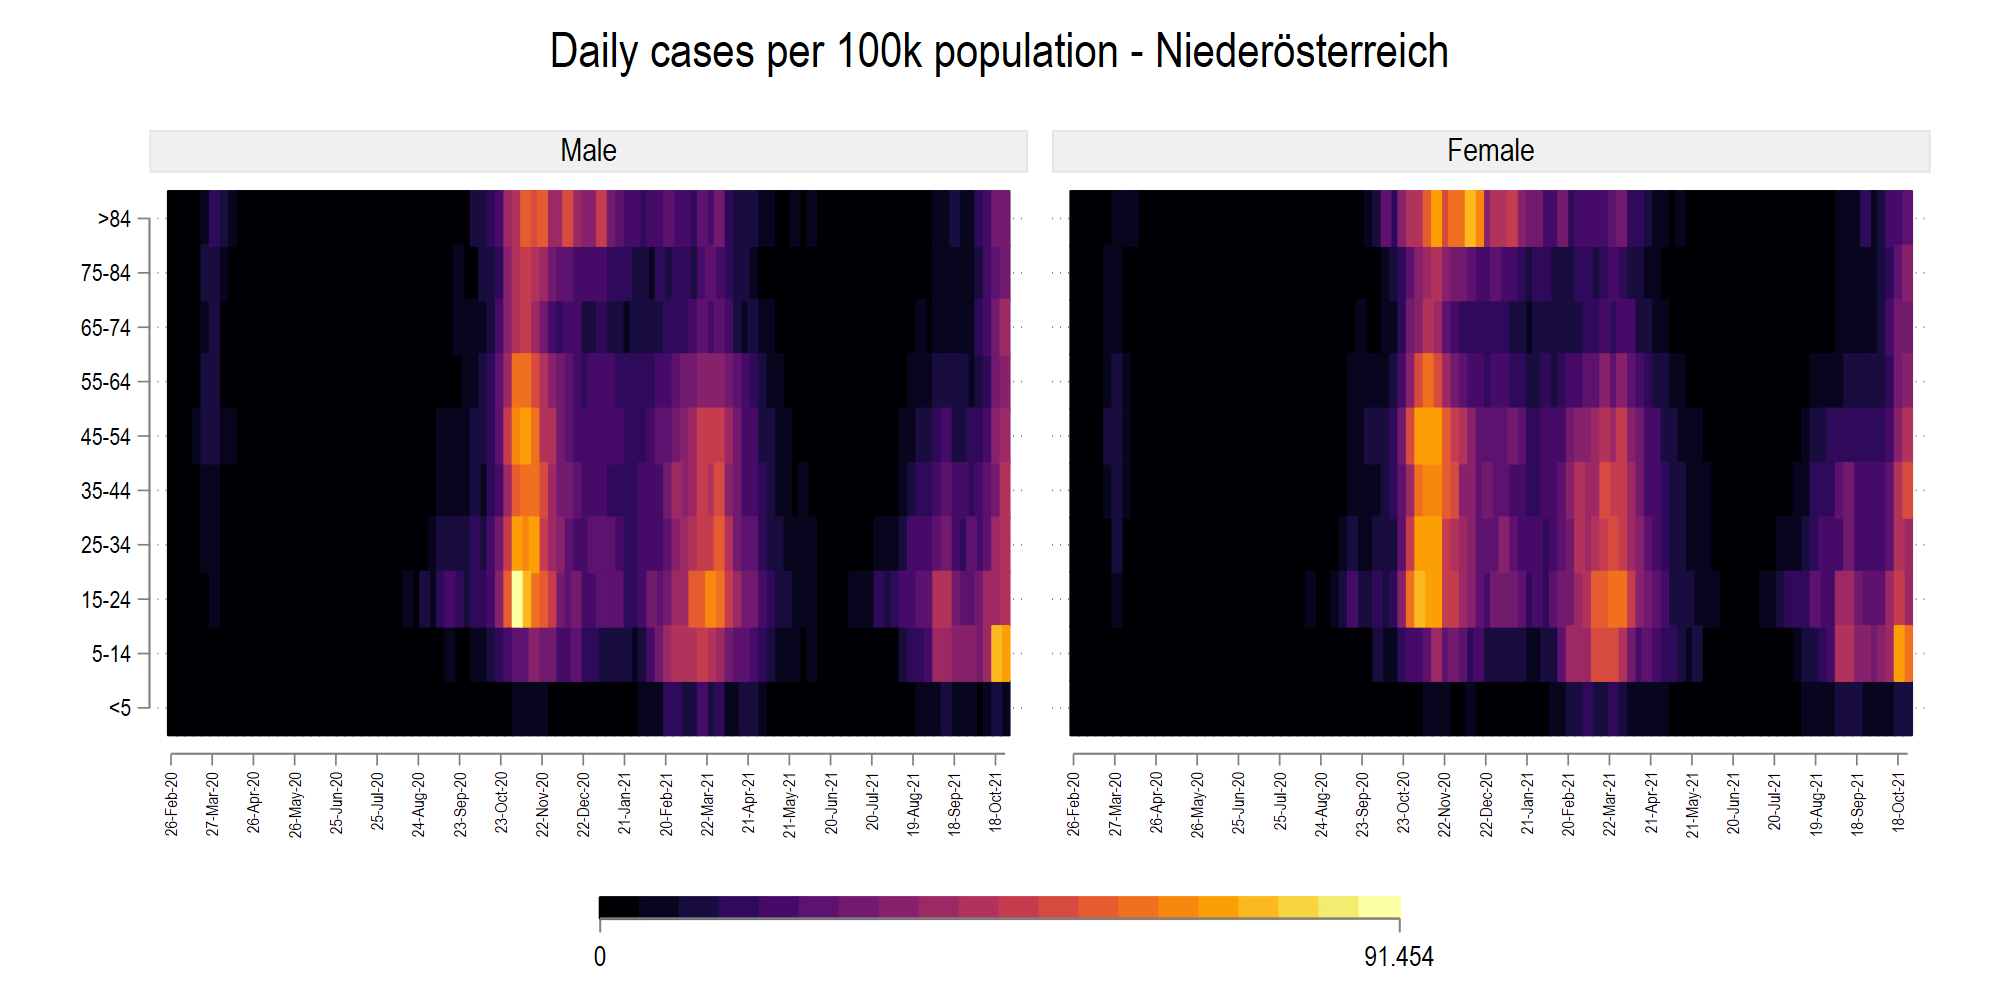 Daily cases per 100k population - Niederösterreich
Male
Female
>84
75-84
65-74
55-64
45-54
35-44
25-34
15-24
5-14
<5
26-Feb-20
27-Mar-20
26-Apr-20
26-May-20
25-Jun-20
25-Jul-20
24-Aug-20
23-Sep-20
23-Oct-20
22-Nov-20
22-Dec-20
21-Jan-21
20-Feb-21
22-Mar-21
21-Apr-21
21-May-21
20-Jun-21
20-Jul-21
19-Aug-21
18-Sep-21
18-Oct-21
26-Feb-20
27-Mar-20
26-Apr-20
26-May-20
25-Jun-20
25-Jul-20
24-Aug-20
23-Sep-20
23-Oct-20
22-Nov-20
22-Dec-20
21-Jan-21
20-Feb-21
22-Mar-21
21-Apr-21
21-May-21
20-Jun-21
20-Jul-21
19-Aug-21
18-Sep-21
18-Oct-21
0
91.454